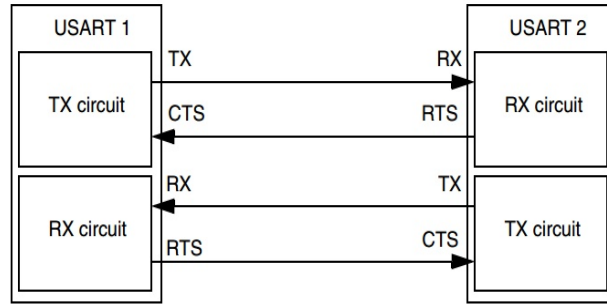 USART 1
USART 2
TX
RX
TX circuit
RX circuit
CTS
RTS
RX
TX
RX circuit
TX circuit
RTS
CTS